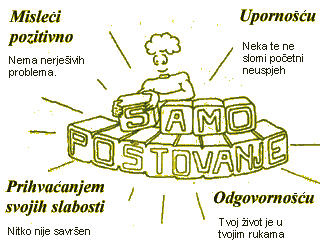 Misleći
pozitivno
Nema nerješivih
problema.
Upornošću
Neka te ne
slomi početni
neuspjeh
SAMO
POŠTOVANJE
Prihvaćanjem
svojih slabosti
Nitko nije savršen
Odgovornošću
Tvoj život je u
tvojim rukama